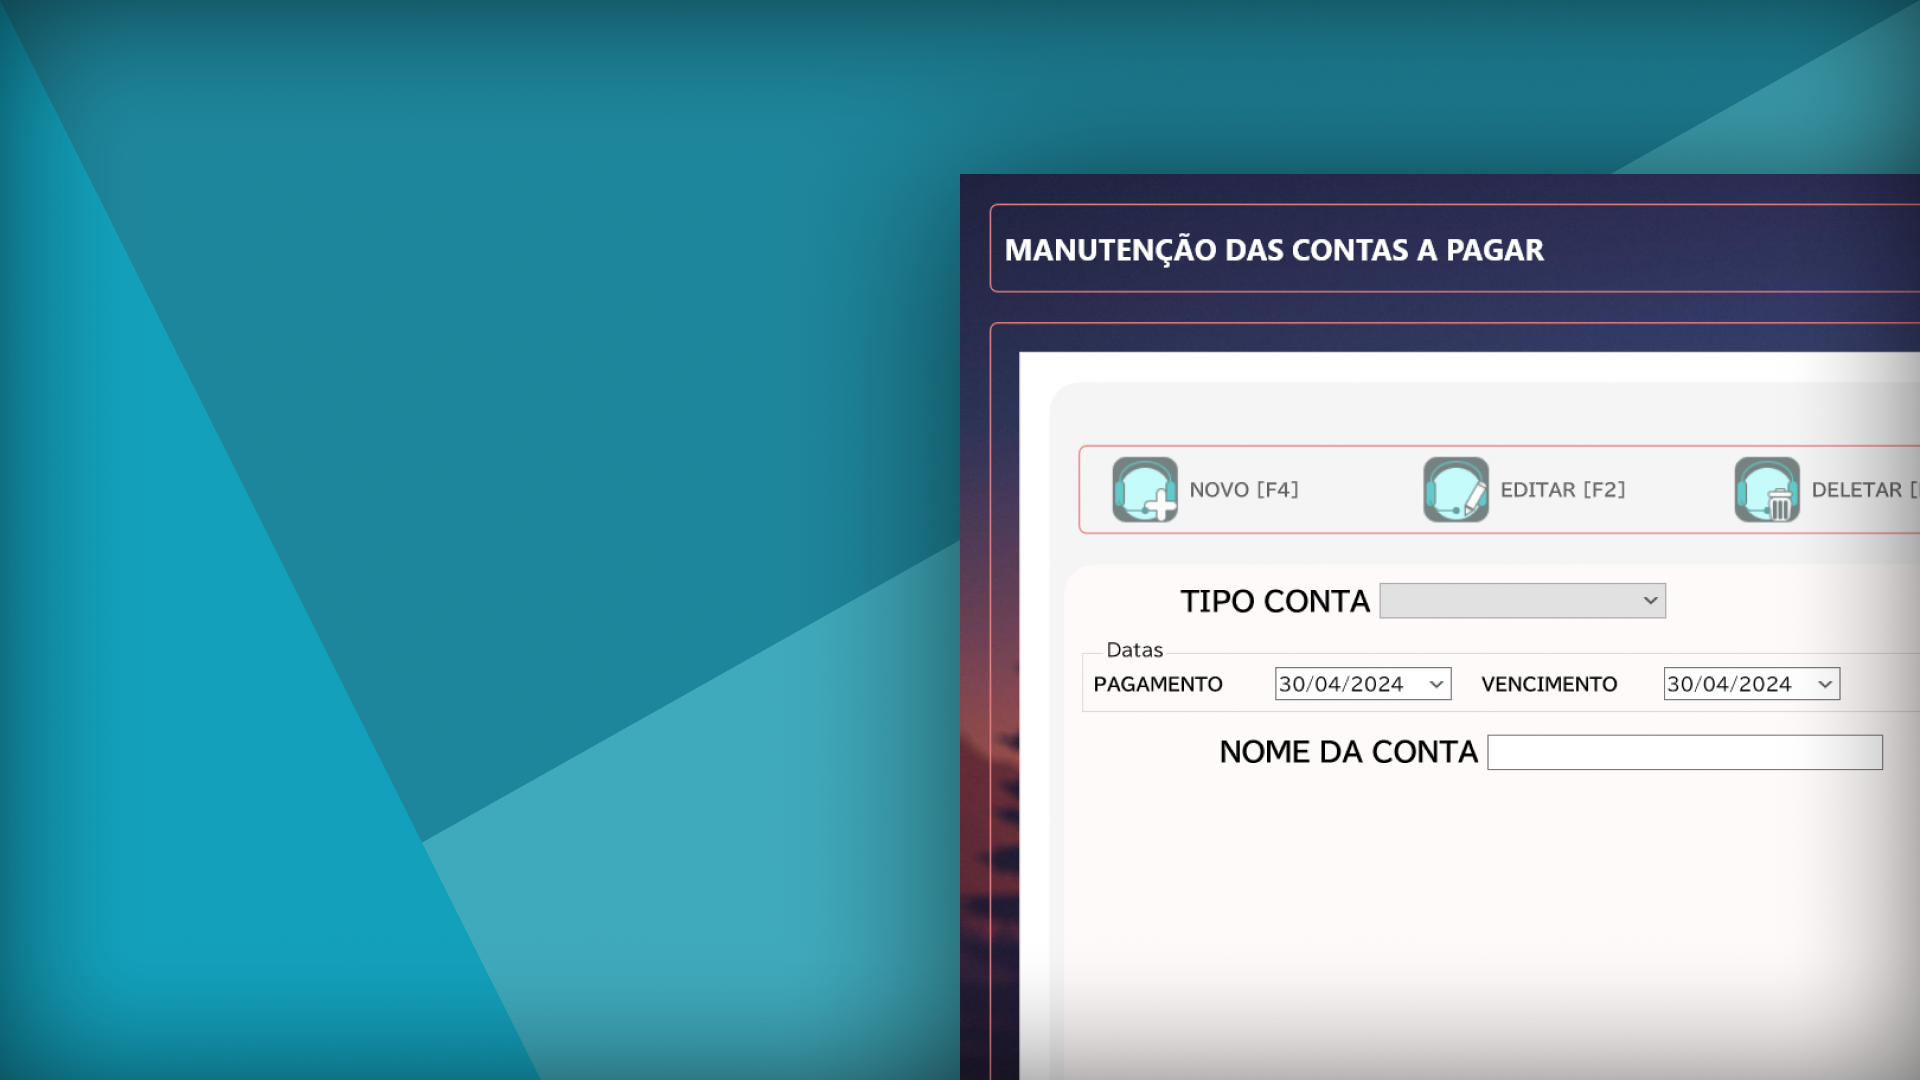 MANUTENÇÃO DAS CONTAS A PAGAR
NOVO [F4] EDITAR [F2] DELETAR [
TIPO CONTA
Datas
PAGAMENTO 30/04/2024 VENCIMENTO 30/04/2024
NOME DA CONTA